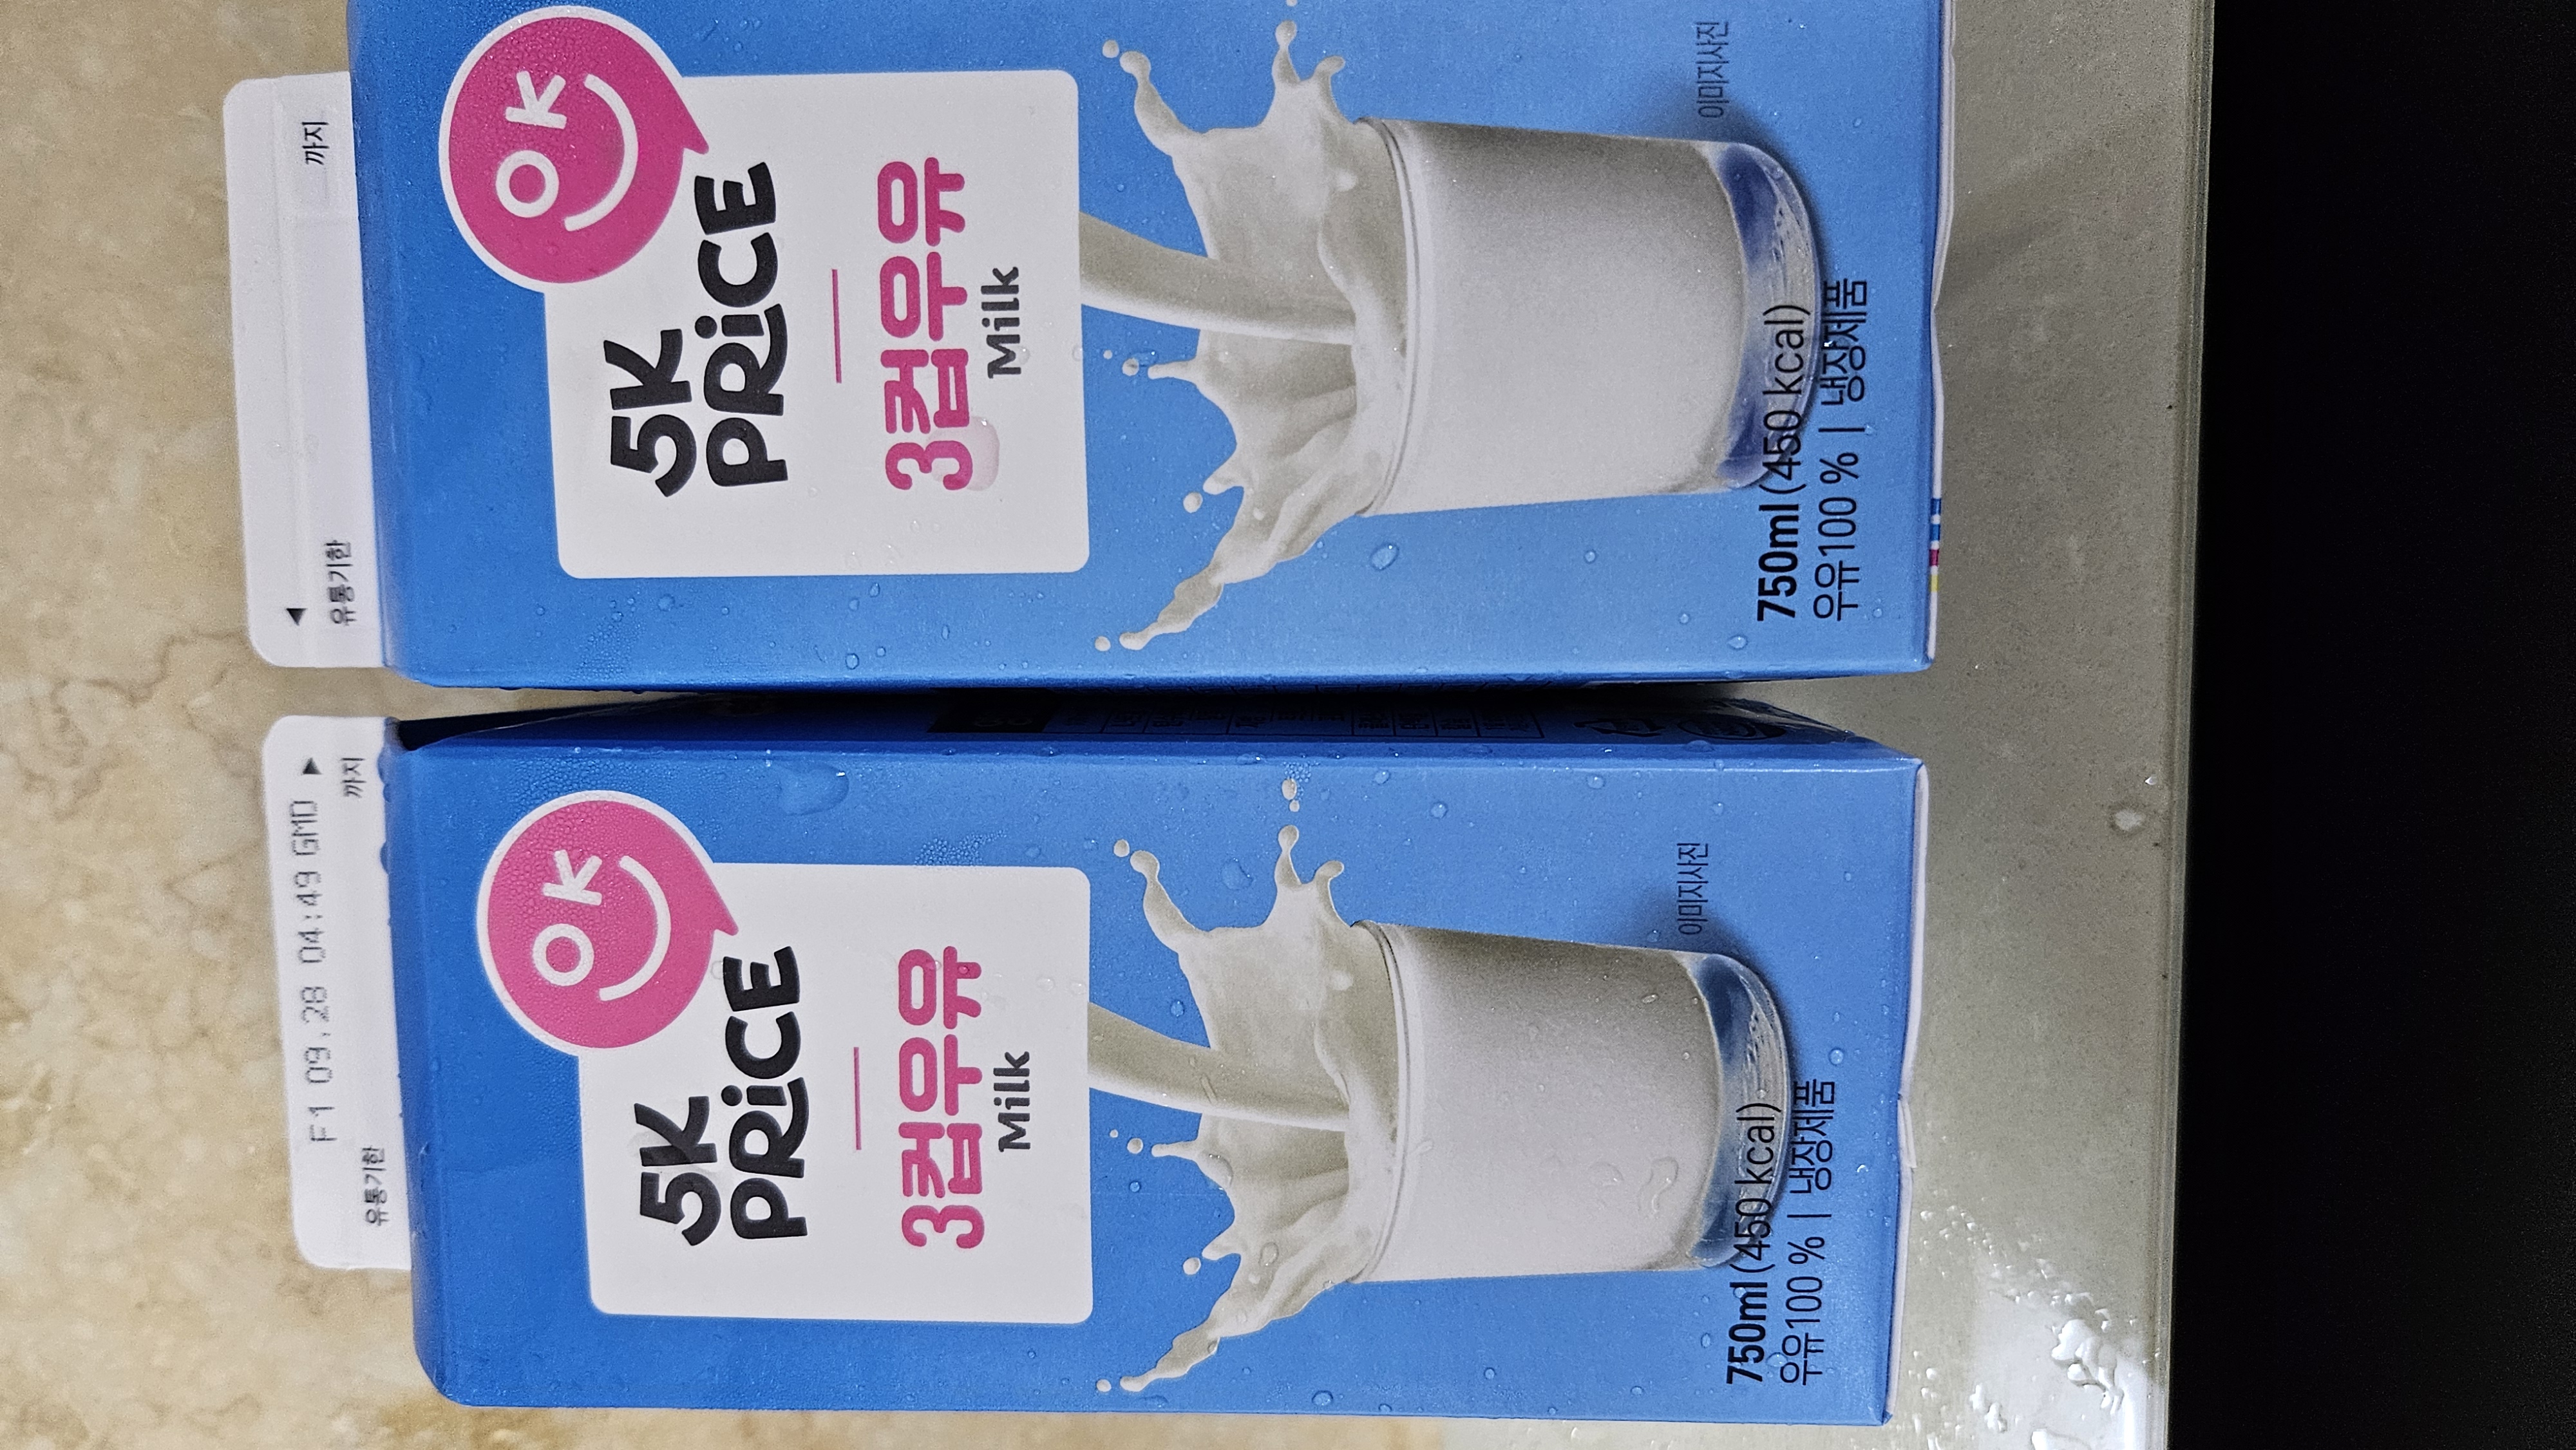 F1 09.28 04:49 GMD ▶
유통기한 까지
ok
5K
PRiCE
3컵우유
Milk
이미지사진
750ml (450 kcal)
우유100 % | 냉장제품
◀
유통기한 까지
ok
5K
PRiCE
3컵우유
Milk
이미지사진
750ml (450 kcal)
우유100 % | 냉장제품